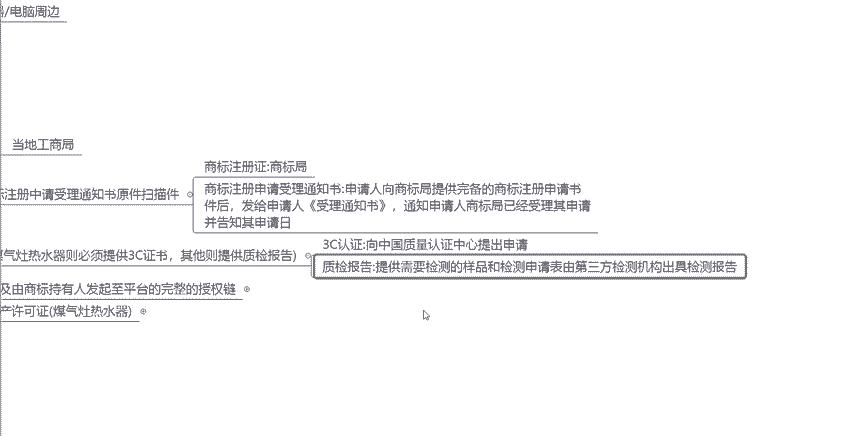 /电脑周边
当地工商局
商标注册证:商标局
标注册申请受理通知书原件扫描件
商标注册申请受理通知书:申请人向商标局提供完备的商标注册申请书
件后，发给申请人《受理通知书》，通知申请人商标局已经受理其申请
并告知其申请日
3C认证:向中国质量认证中心提出申请
气灶热水器则必须提供3C证书，其他则提供质检报告)
质检报告:提供需要检测的样品和检测申请表由第三方检测机构出具检测报告
及由商标持有人发起至平台的完整的授权链
产许可证(煤气灶热水器)